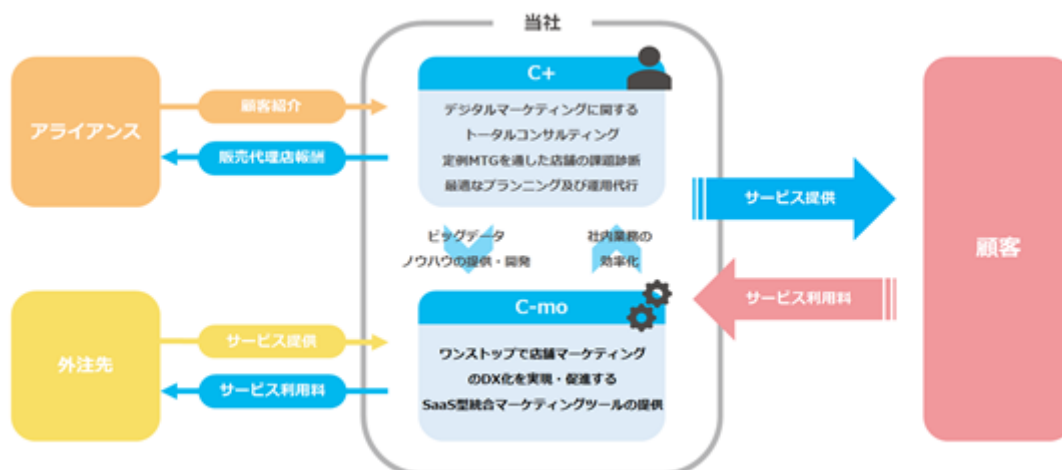 当社
アライアンス
顧客紹介
販売代理店報酬
C+
デジタルマーケティングに関する
トータルコンサルティング
定例MTGを通した店舗の課題診断
最適なプランニング及び運用代行
ビッグデータ
ノウハウの提供・開発
社内業務の
効率化
C-mo
ワンストップで店舗マーケティング
のDX化を実現・促進する
SaaS型統合マーケティングツールの提供
外注先
サービス提供
サービス利用料
サービス提供
サービス利用料
顧客